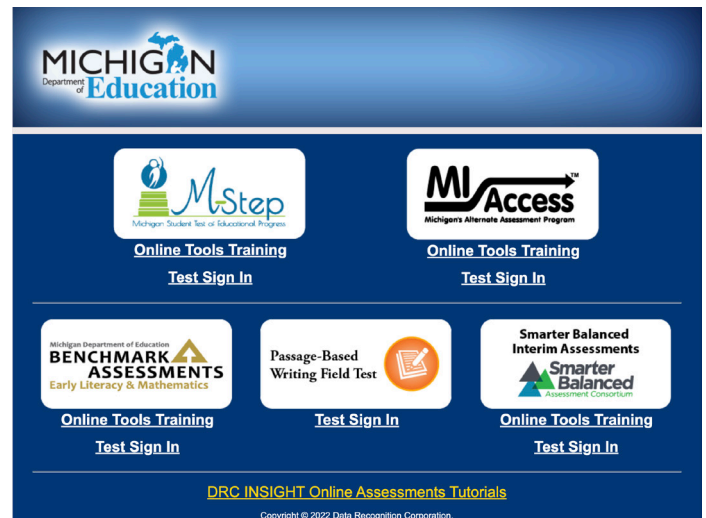 MICHIGAN
Department of Education
M-Step
Michigan Student Test of Educational Progress
Online Tools Training
Test Sign In
MI Access™
Michigan's Alternate Assessment Program
Online Tools Training
Test Sign In
Michigan Department of Education
BENCHMARK
ASSESSMENTS
Early Literacy & Mathematics
Online Tools Training
Test Sign In
Passage-Based
Writing Field Test
Test Sign In
Smarter Balanced
Interim Assessments
Smarter
Balanced
Assessment Consortium
Online Tools Training
Test Sign In
DRC INSIGHT Online Assessments Tutorials
Copyright © 2022 Data Recognition Corporation.